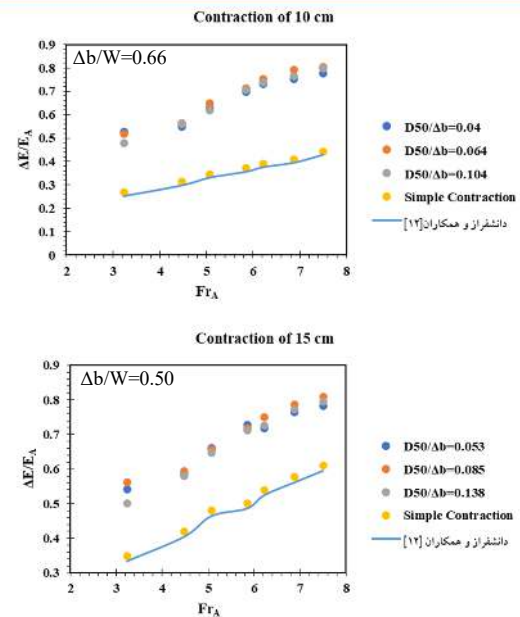 Contraction of 10 cm
Δb/W=0.66
0.9
0.8
0.7
0.6
0.5
0.4
0.3
0.2
0.1
0
2 3 4 5 6 7 8
ΔE/E_A
Fr_A
D50/Δb=0.04
D50/Δb=0.064
D50/Δb=0.104
Simple Contraction
دانشفراز و همکاران[۱۲]
Contraction of 15 cm
Δb/W=0.50
0.9
0.8
0.7
0.6
0.5
0.4
0.3
2 3 4 5 6 7 8
ΔE/E_A
Fr_A
D50/Δb=0.053
D50/Δb=0.085
D50/Δb=0.138
Simple Contraction
دانشفراز و همکاران [۱۲]